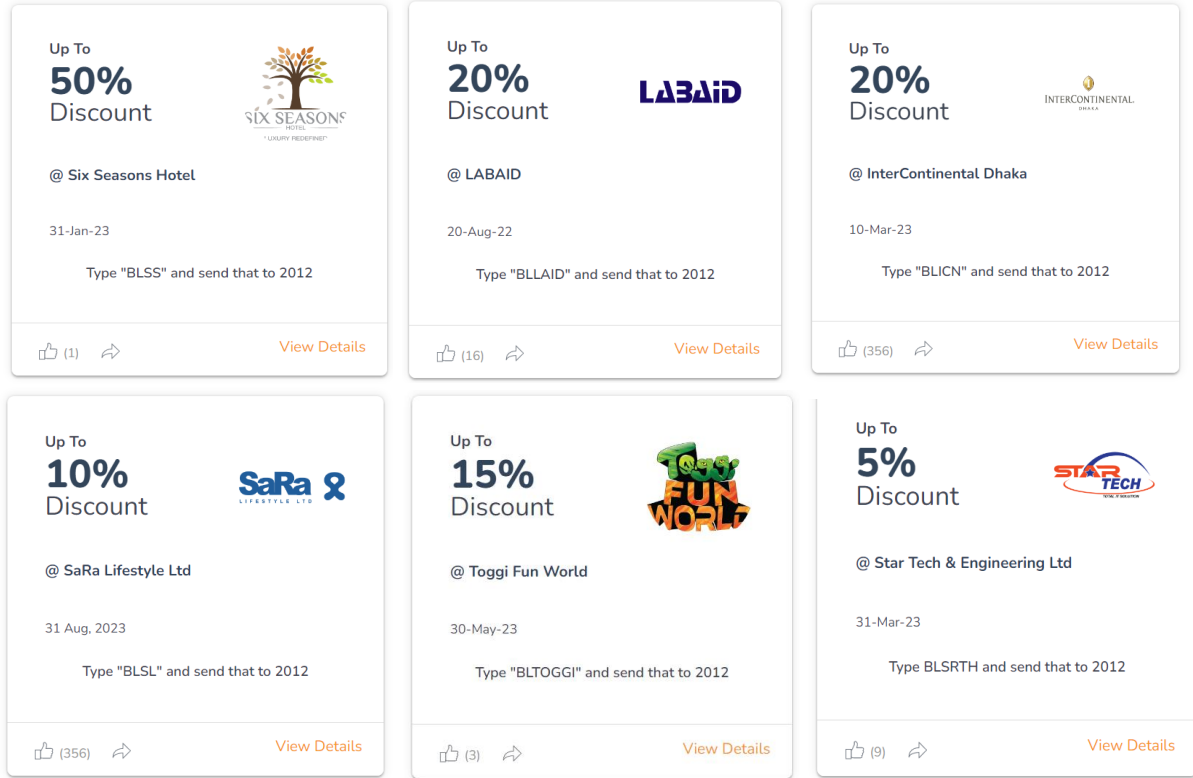 Up To
50%
Discount
SIX SEASONS
HOTEL
"LUXURY REDEFINED"
@ Six Seasons Hotel
31-Jan-23
Type "BLSS" and send that to 2012
(1)
View Details
Up To
20%
Discount
LABAID
@ LABAID
20-Aug-22
Type "BLLAID" and send that to 2012
(16)
View Details
Up To
20%
Discount
INTERCONTINENTAL.
DHAKA
@ InterContinental Dhaka
10-Mar-23
Type "BLICN" and send that to 2012
(356)
View Details
Up To
10%
Discount
SaRa
LIFESTYLE LTD
@ SaRa Lifestyle Ltd
31 Aug, 2023
Type "BLSL" and send that to 2012
(356)
View Details
Up To
15%
Discount
Toggi
FUN
WORLD
@ Toggi Fun World
30-May-23
Type "BLTOGGI" and send that to 2012
(3)
View Details
Up To
5%
Discount
STAR
TECH
TOTAL IT SOLUTION
@ Star Tech & Engineering Ltd
31-Mar-23
Type BLSRTH and send that to 2012
(9)
View Details